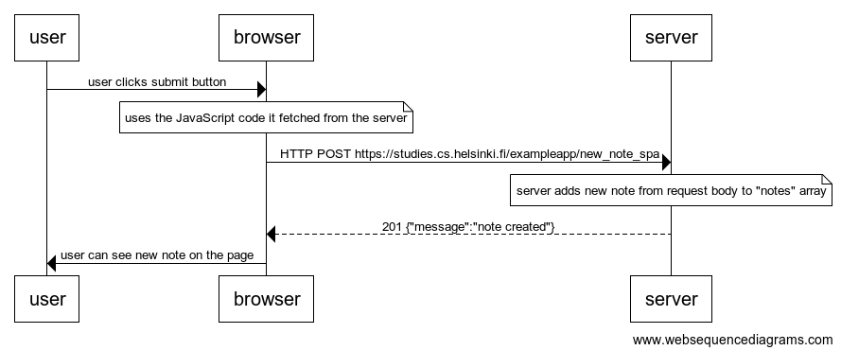 user browser server
user clicks submit button
uses the JavaScript code it fetched from the server
HTTP POST https://studies.cs.helsinki.fi/exampleapp/new_note_spa
server adds new note from request body to "notes" array
201 {"message":"note created"}
user can see new note on the page
user browser server
www.websequencediagrams.com